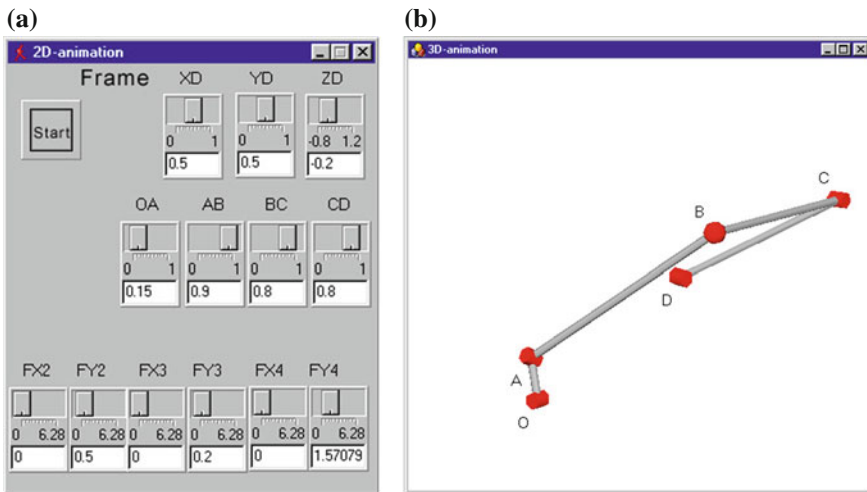 (a)
2D-animation
Frame XD YD ZD
Start
0 1 0 1 -0.8 1.2
0.5 0.5 -0.2
OA AB BC CD
0 1 0 1 0 1 0 1
0.15 0.9 0.8 0.8
FX2 FY2 FX3 FY3 FX4 FY4
0 6.28 0 6.28 0 6.28 0 6.28 0 6.28 0 6.28
0 0.5 0 0.2 0 1.57079
(b)
3D-animation
C
B
D
A
O